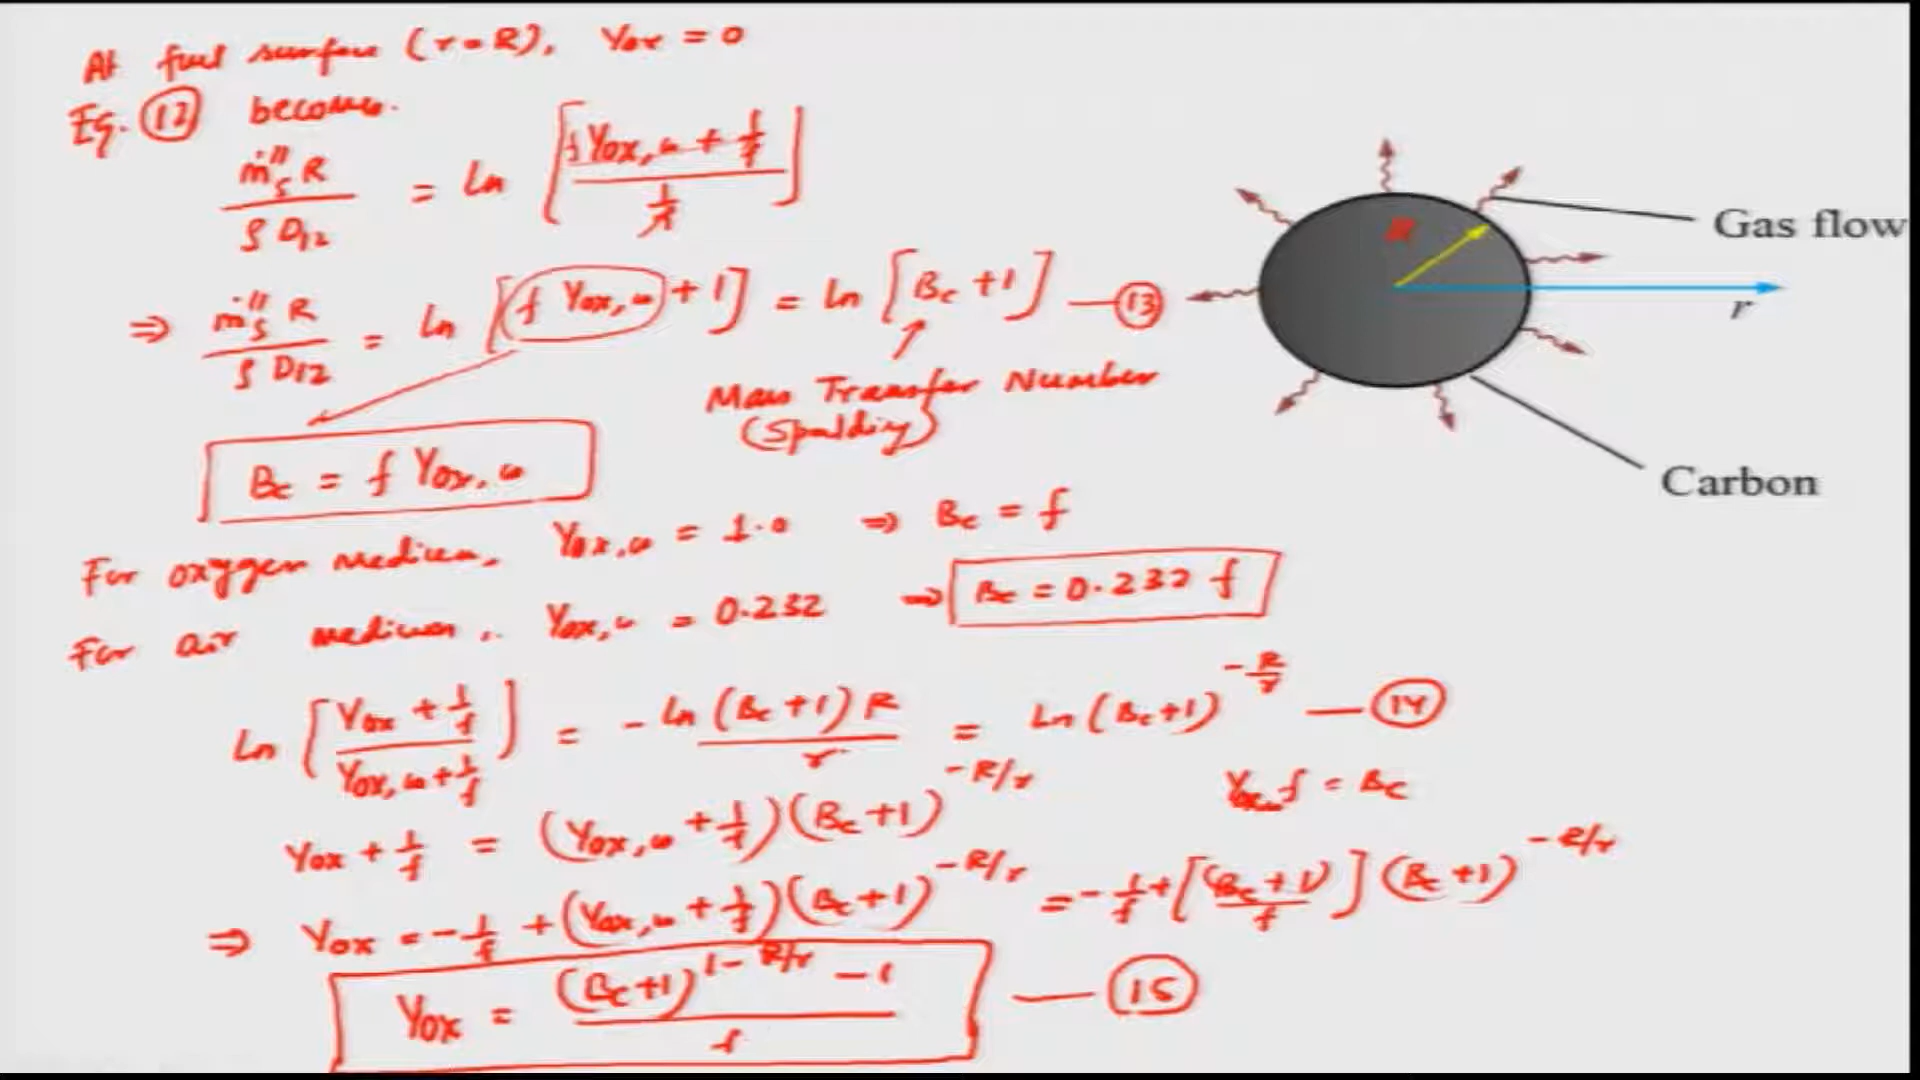 At fuel surface (r=R), Yox = 0
Eq. (12) becomes.
ṁ″s R / ρ D12 = ln [ (Yox,∞ + 1/f) / (1/f) ]
⇒ ṁ″s R / ρ D12 = ln [f Yox,∞ + 1] = ln [Bc + 1] — (13)
Mass Transfer Number
(Spalding)
Bc = f Yox,∞
For oxygen medium, Yox,∞ = 1.0 ⇒ Bc = f
For air medium, Yox,∞ = 0.232 ⇒ Bc = 0.232 f
ln [ (Yox + 1/f) / (Yox,∞ + 1/f) ] = - ln (Bc+1) R / r = ln (Bc+1)^(-R/r) — (14)
Yox + 1/f = (Yox,∞ + 1/f)(Bc+1)^(-R/r)
Yox,∞ f = Bc
⇒ Yox = -1/f + (Yox,∞ + 1/f)(Bc+1)^(-R/r) = -1/f + [(Bc+1)/f](Bc+1)^(-R/r)
Yox = ((Bc+1)^(1-R/r) - 1) / f — (15)
R
Gas flow
r
Carbon